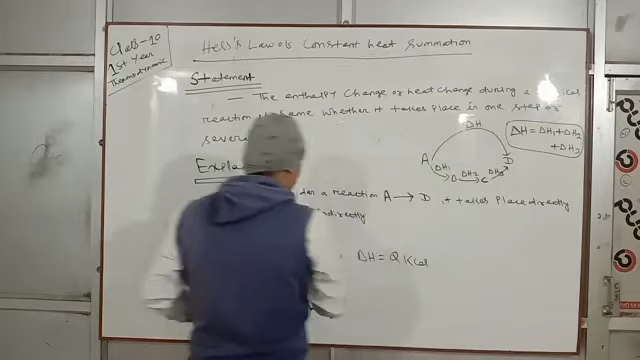 CLASS-10
1st Year
Thermodynamic
Hess's Law of Constant heat Summation
Statement
— The enthalpy change or heat change during a
reaction is same whether it takes place in one step or
severa
ΔH
A
D
ΔH1
B
ΔH2
C
ΔH3
ΔH = ΔH1+ΔH2
+ΔH3
Expla
a reaction A → D it takes place directly
indirectly
ΔH = Q Kcal